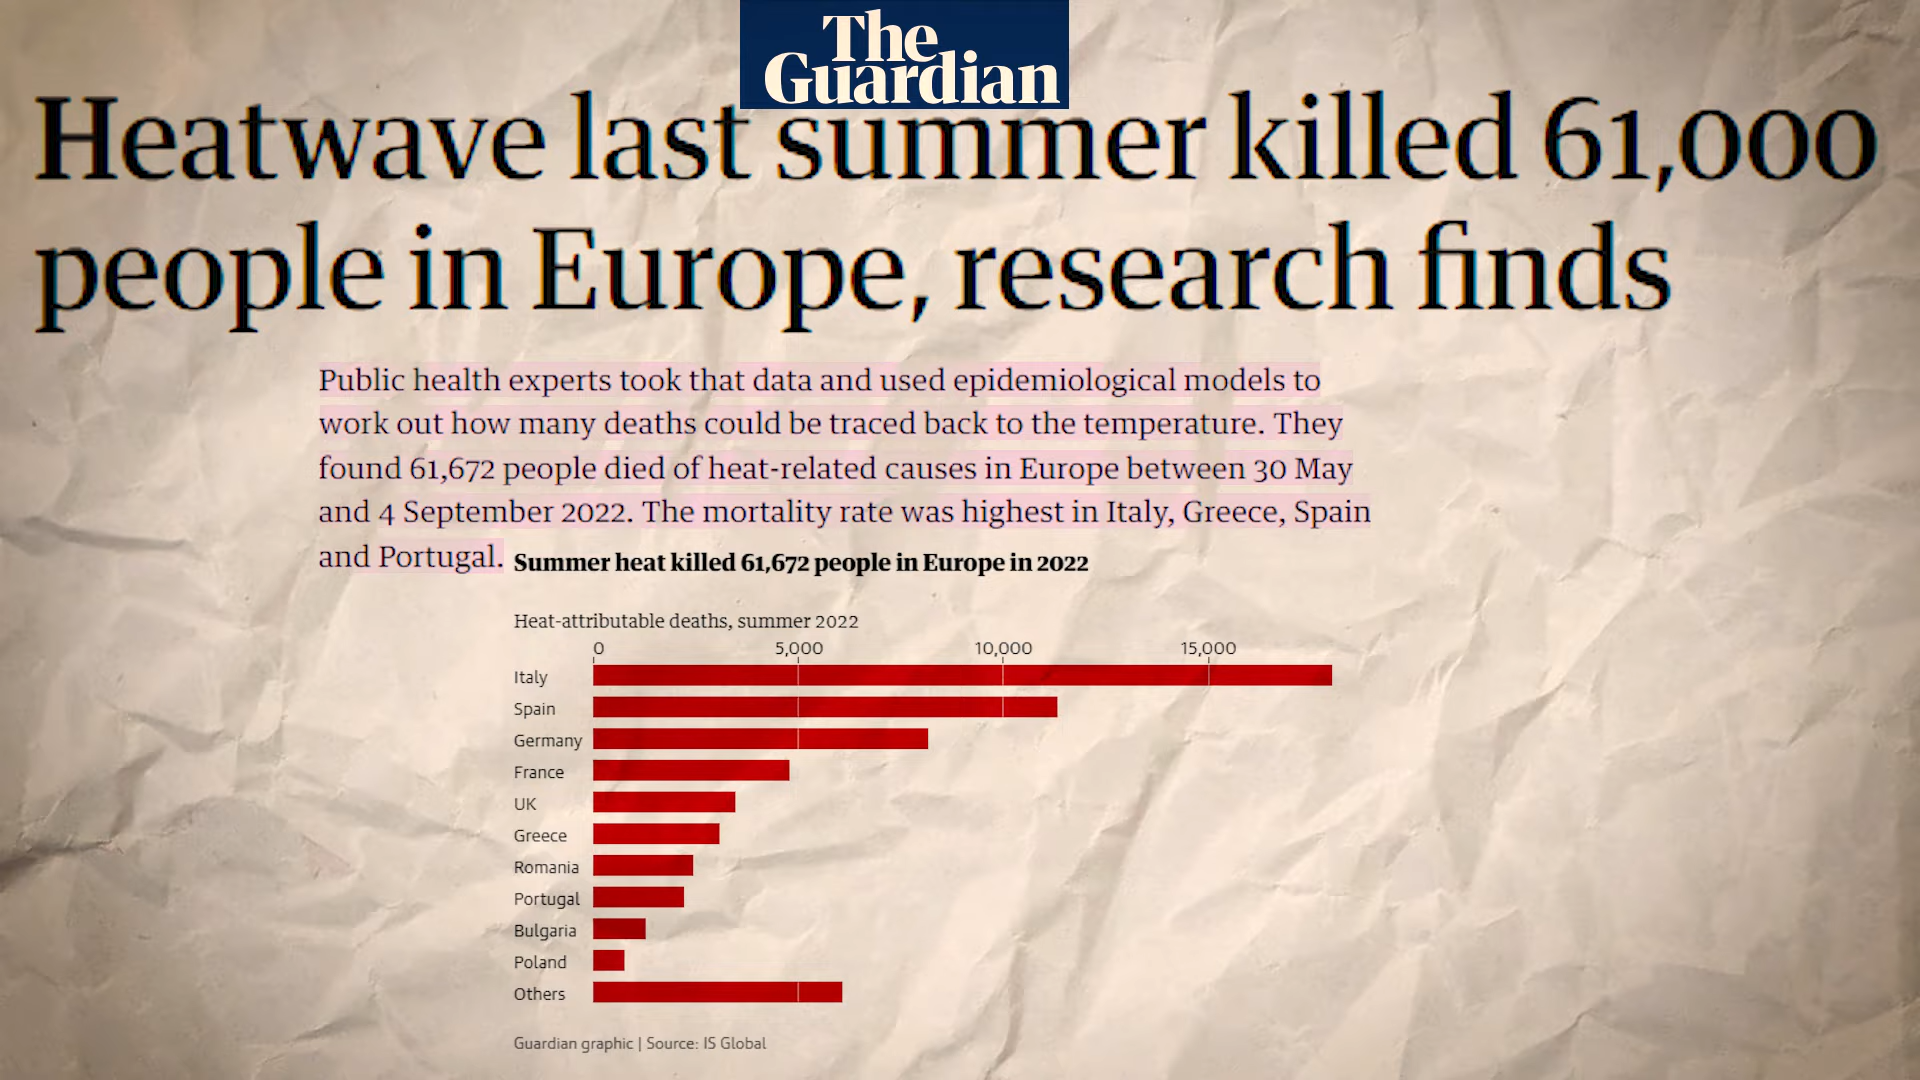 The
Guardian
Heatwave last summer killed 61,000
people in Europe, research finds
Public health experts took that data and used epidemiological models to
work out how many deaths could be traced back to the temperature. They
found 61,672 people died of heat-related causes in Europe between 30 May
and 4 September 2022. The mortality rate was highest in Italy, Greece, Spain
and Portugal.
Summer heat killed 61,672 people in Europe in 2022
Heat-attributable deaths, summer 2022
0 5,000 10,000 15,000
Italy
Spain
Germany
France
UK
Greece
Romania
Portugal
Bulgaria
Poland
Others
Guardian graphic | Source: IS Global